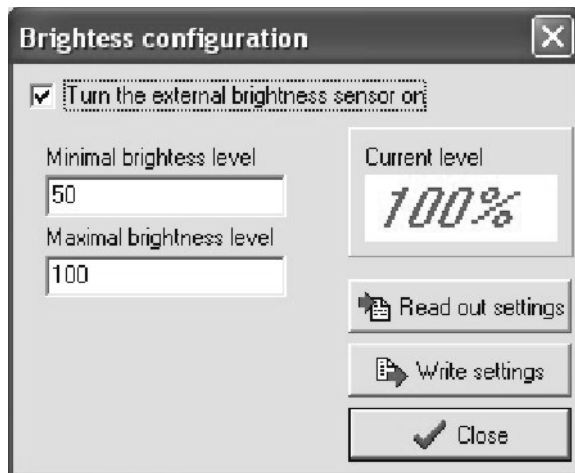 Brightess configuration
Turn the external brightness sensor on
Minimal brightess level
50
Maximal brightness level
100
Current level
100%
Read out settings
Write settings
Close